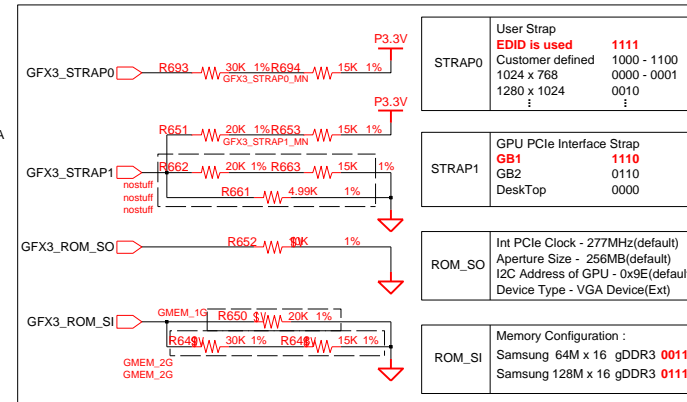 P3.3V
GFX3_STRAP0 R693 30K 1% R694 15K 1%
GFX3_STRAP0_MN
P3.3V
R651 20K 1% R653 15K 1%
GFX3_STRAP1_MN
GFX3_STRAP1 R662 20K 1% R663 15K 1%
nostuff
nostuff
nostuff
R661 4.99K 1%
GFX3_ROM_SO R652 1%
GMEM_1G
GFX3_ROM_SI R650 20K 1%
30K 1% 15K 1%
GMEM_2G
GMEM_2G
A
STRAP0
User Strap
EDID is used 1111
Customer defined 1000 - 1100
1024 x 768 0000 - 0001
1280 x 1024 0010
STRAP1
GPU PCIe Interface Strap
GB1 1110
GB2 0110
DeskTop 0000
ROM_SO
Int PCIe Clock - 277MHz(default)
Aperture Size - 256MB(default)
I2C Address of GPU - 0x9E(defaul
Device Type - VGA Device(Ext)
ROM_SI
Memory Configuration :
Samsung 64M x 16 gDDR3 0011
Samsung 128M x 16 gDDR3 0111